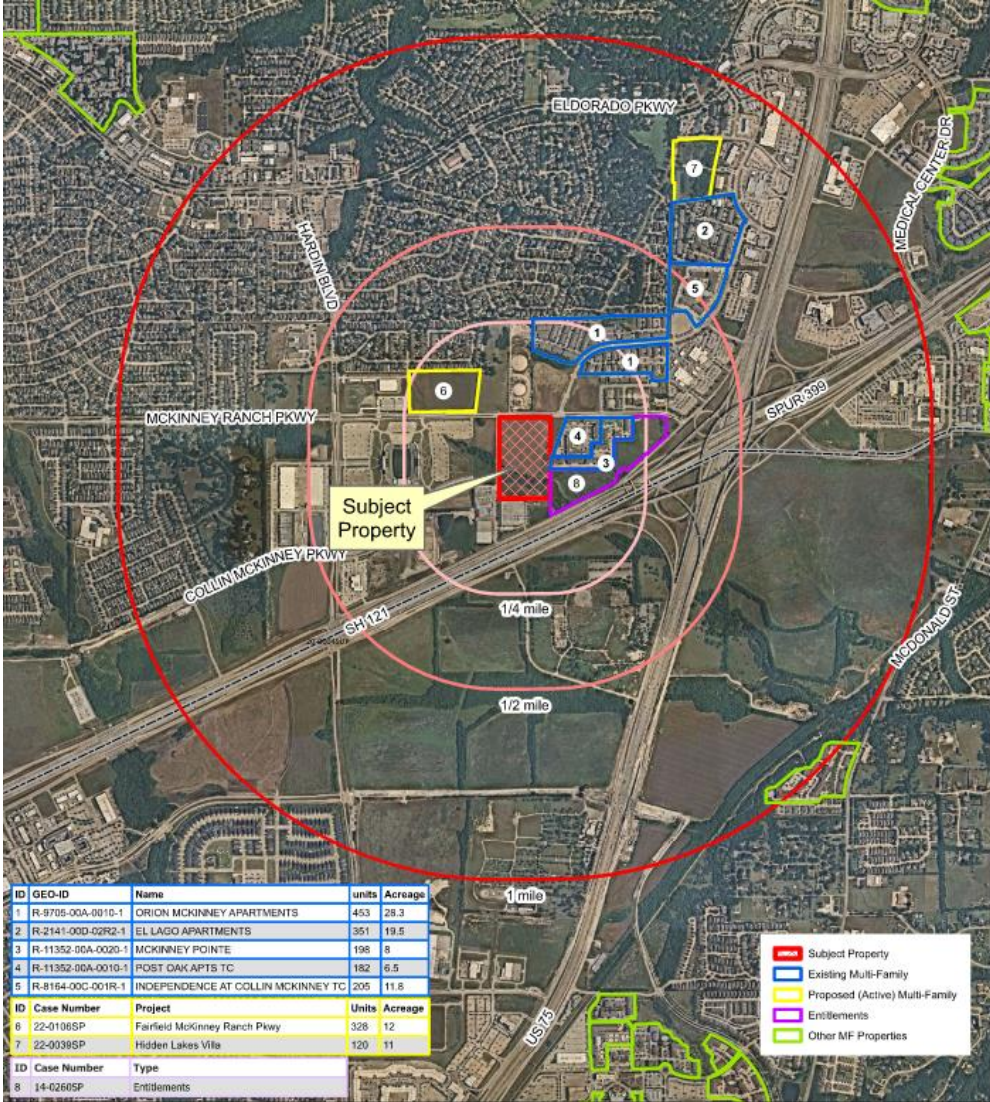 ELDORADO PKWY
MEDICAL CENTER DR
7
2
HARDIN BLVD
5
1
1
6
SPUR 399
MCKINNEY RANCH PKWY
4
3
8
Subject
Property
COLLIN MCKINNEY PKWY
1/4 mile
SH 121
MCDONALD ST
1/2 mile
1 mile
US 75
ID GEO-ID Name units Acreage
1 R-9705-00A-0010-1 ORION MCKINNEY APARTMENTS 453 28.3
2 R-2141-00D-02R2-1 EL LAGO APARTMENTS 351 19.5
3 R-11352-00A-0020-1 MCKINNEY POINTE 198 8
4 R-11352-00A-0010-1 POST OAK APTS TC 182 6.5
5 R-8164-00C-001R-1 INDEPENDENCE AT COLLIN MCKINNEY TC 205 11.8
ID Case Number Project Units Acreage
6 22-0106SP Fairfield McKinney Ranch Pkwy 328 12
7 22-0039SP Hidden Lakes Villa 120 11
ID Case Number Type
8 14-0260SP Entitlements
Subject Property
Existing Multi-Family
Proposed (Active) Multi-Family
Entitlements
Other MF Properties